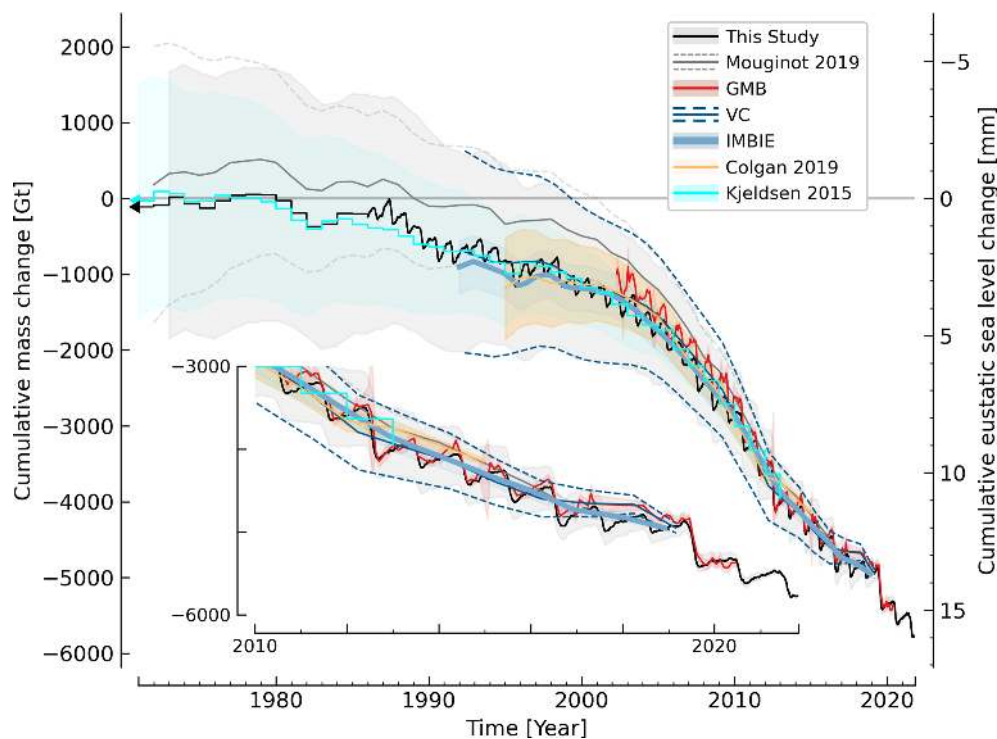 2000
1000
0
−1000
−2000
−3000
−4000
−5000
−6000
Cumulative mass change [Gt]
This Study
Mouginot 2019
GMB
VC
IMBIE
Colgan 2019
Kjeldsen 2015
−5
0
5
10
15
Cumulative eustatic sea level change [mm]
−3000
−6000
2010
2020
1980
1990
2000
2010
2020
Time [Year]